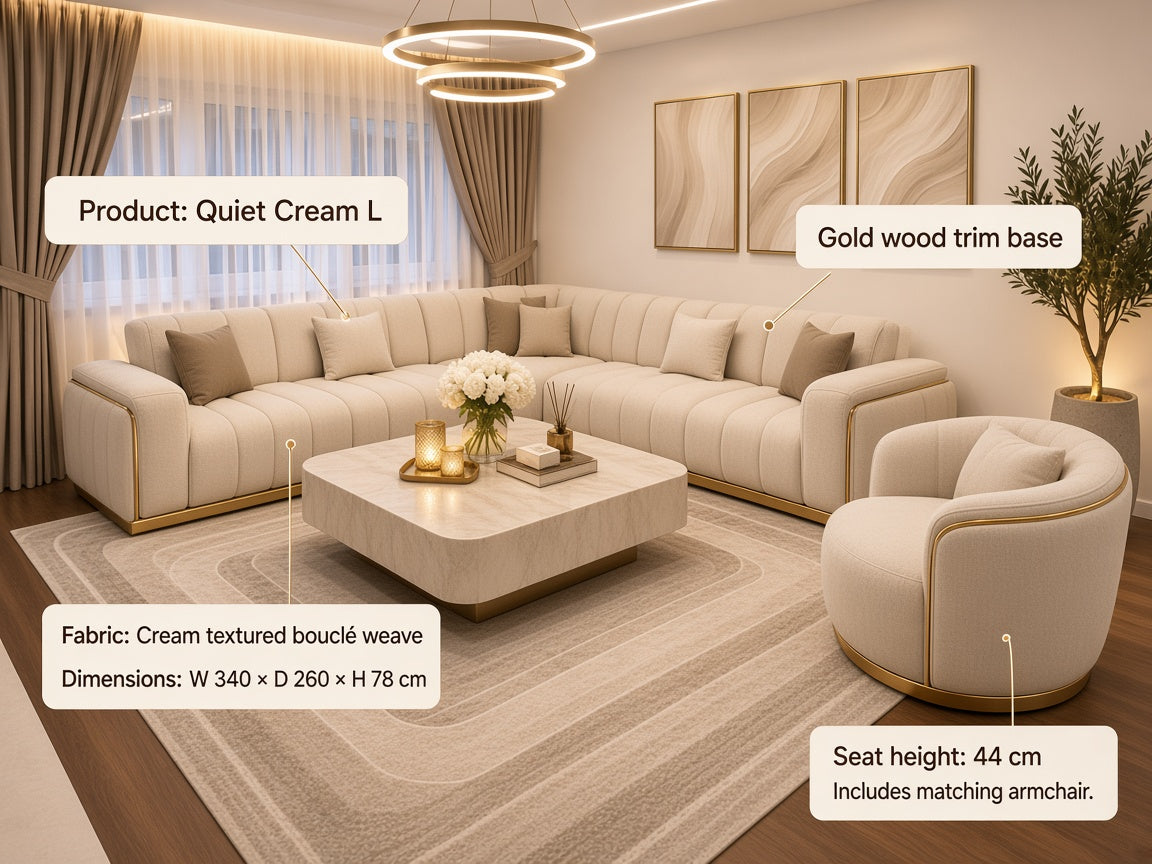 Product: Quiet Cream L
Gold wood trim base
Fabric: Cream textured bouclé weave
Dimensions: W 340 × D 260 × H 78 cm
Seat height: 44 cm
Includes matching armchair.